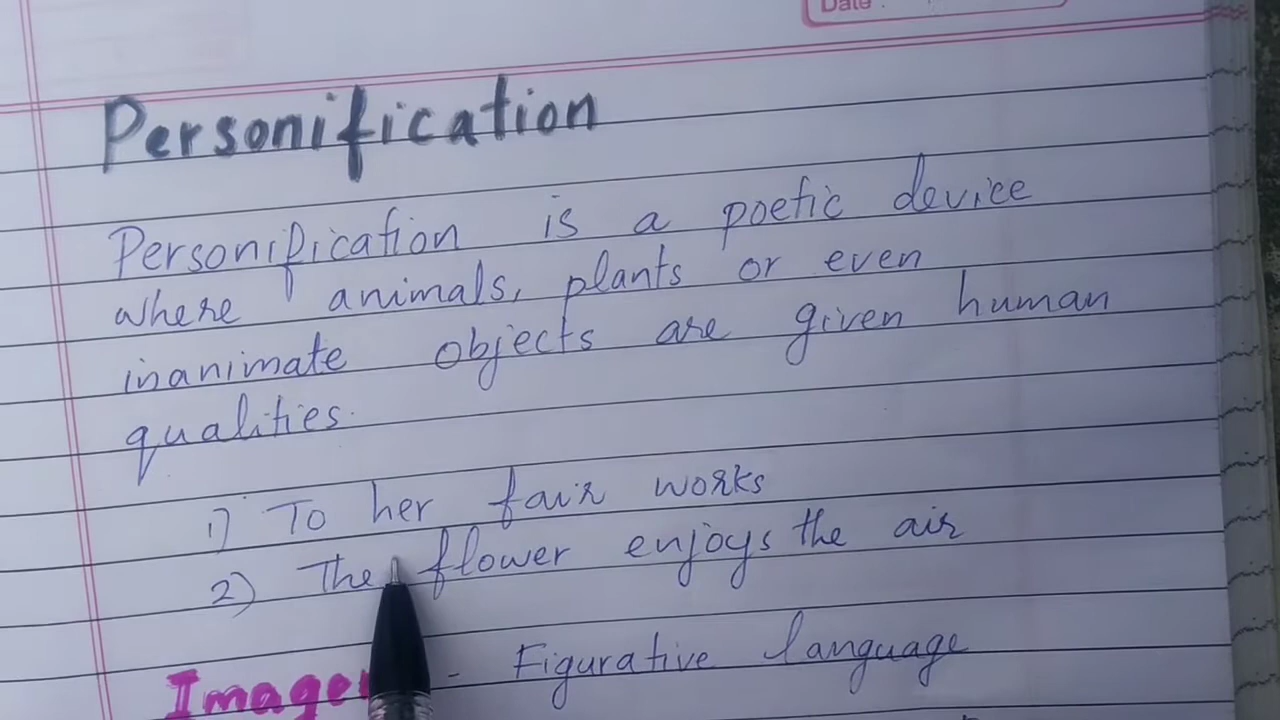 Date :
Personification
Personification is a poetic device
where animals, plants or even
inanimate objects are given human
qualities.
1) To her fair works
2) The flower enjoys the air
- Figurative language